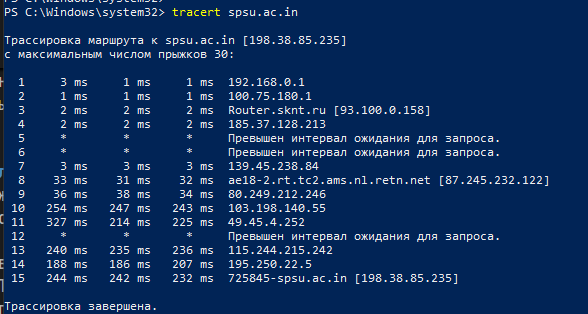 PS C:\Windows\system32> tracert spsu.ac.in
Трассировка маршрута к spsu.ac.in [198.38.85.235]
с максимальным числом прыжков 30:
1 3 ms 1 ms 1 ms 192.168.0.1
2 1 ms 1 ms 1 ms 100.75.180.1
3 2 ms 2 ms 2 ms Router.sknt.ru [93.100.0.158]
4 2 ms 2 ms 2 ms 185.37.128.213
5 * * * Превышен интервал ожидания для запроса.
6 * * * Превышен интервал ожидания для запроса.
7 3 ms 3 ms 3 ms 139.45.238.84
8 33 ms 31 ms 32 ms ae18-2.rt.tc2.ams.nl.retn.net [87.245.232.122]
9 36 ms 38 ms 34 ms 80.249.212.246
10 254 ms 247 ms 243 ms 103.198.140.55
11 327 ms 214 ms 225 ms 49.45.4.252
12 * * * Превышен интервал ожидания для запроса.
13 240 ms 235 ms 236 ms 115.244.215.242
14 188 ms 186 ms 207 ms 195.250.22.5
15 244 ms 242 ms 232 ms 725845-spsu.ac.in [198.38.85.235]
Трассировка завершена.